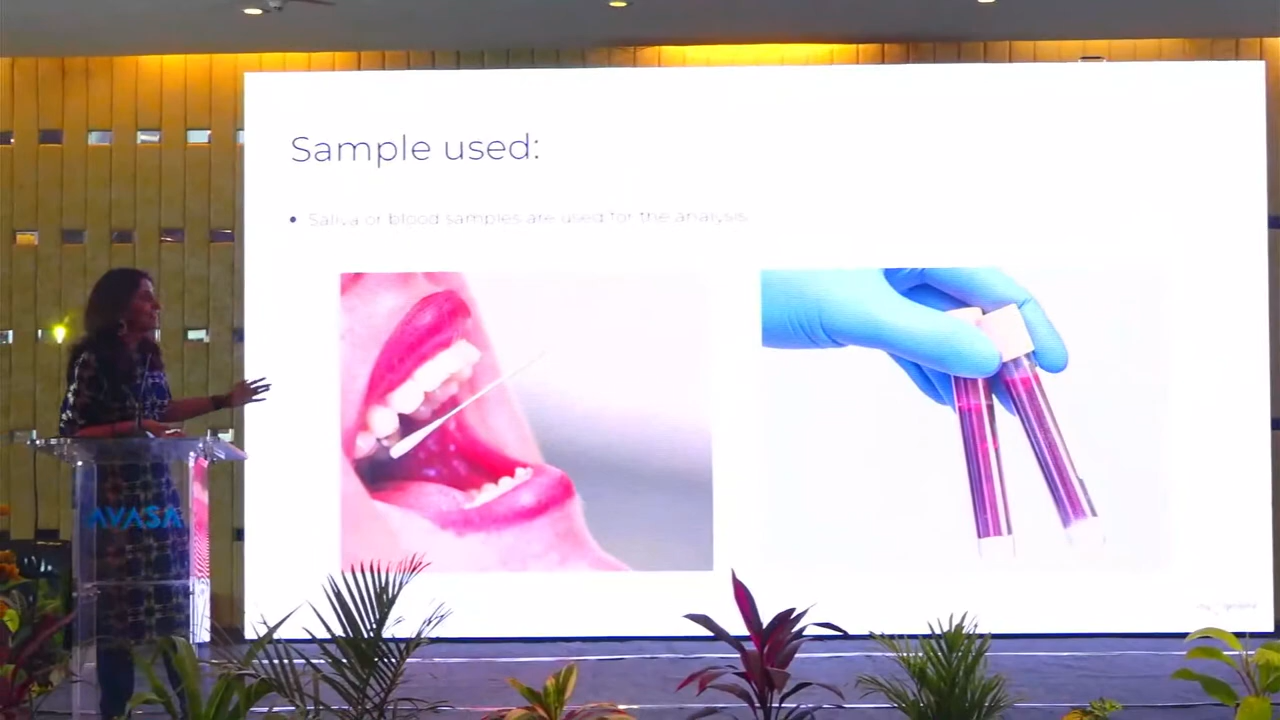 Sample used:
• Saliva or blood samples are used for the analysis.
AVASA